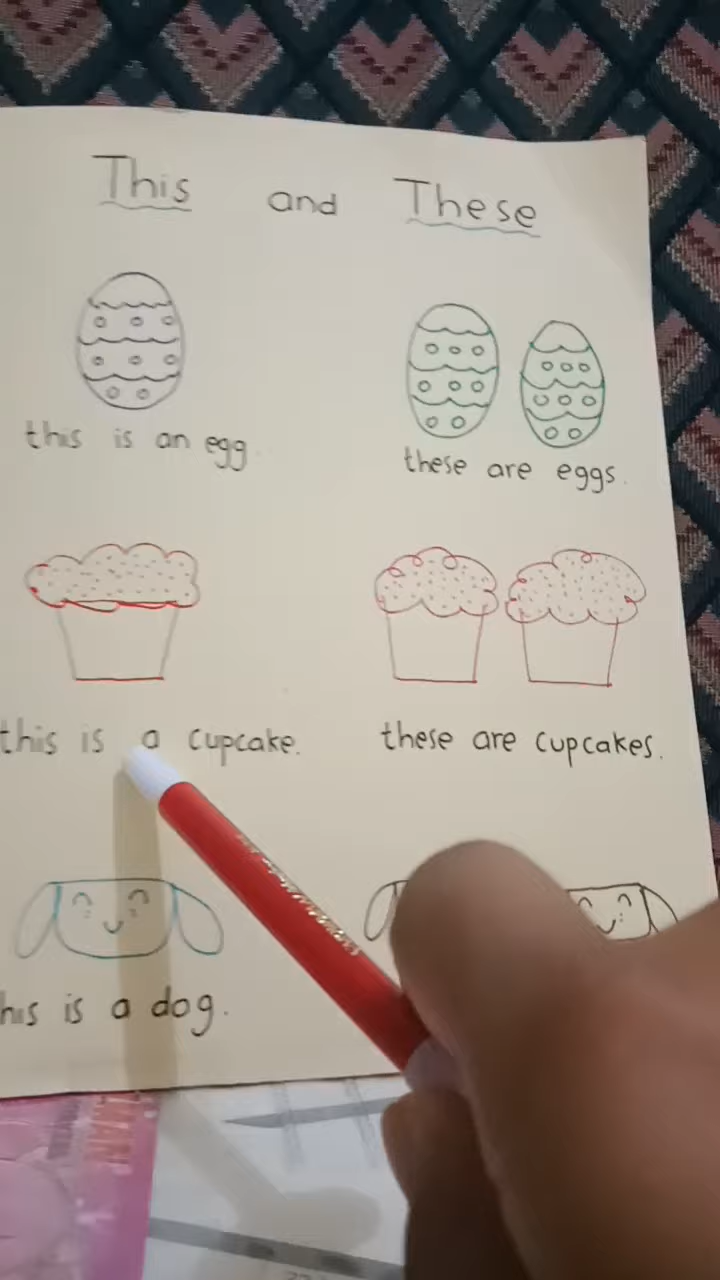 This and These
this is an egg
these are eggs.
this is a cupcake.
these are cupcakes.
his is a dog.